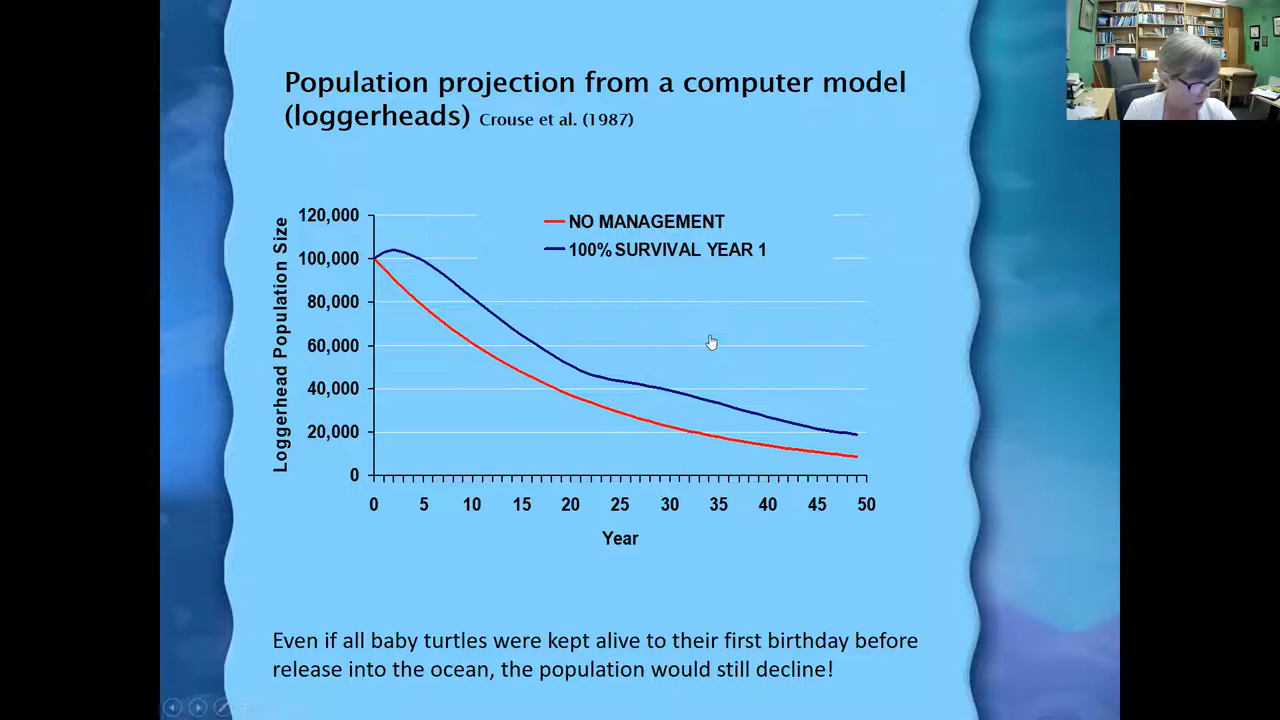 Population projection from a computer model
(loggerheads) Crouse et al. (1987)
NO MANAGEMENT
100% SURVIVAL YEAR 1
Loggerhead Population Size
120,000
100,000
80,000
60,000
40,000
20,000
0
0 5 10 15 20 25 30 35 40 45 50
Year
Even if all baby turtles were kept alive to their first birthday before
release into the ocean, the population would still decline!